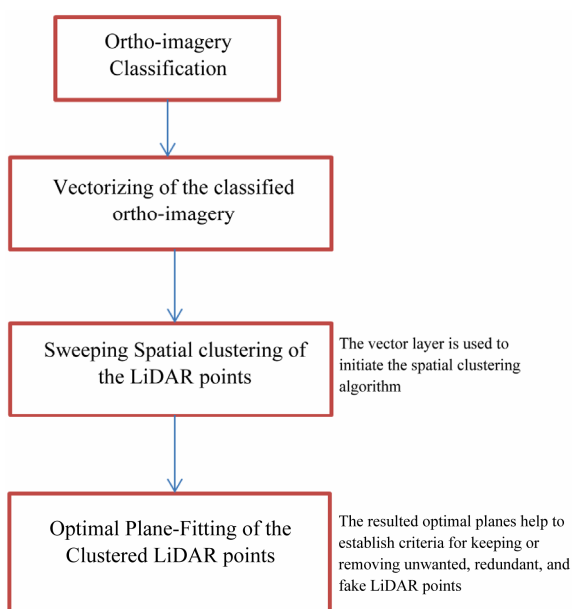 Ortho-imagery
Classification
Vectorizing of the classified
ortho-imagery
Sweeping Spatial clustering of
the LiDAR points
The vector layer is used to
initiate the spatial clustering
algorithm
Optimal Plane-Fitting of the
Clustered LiDAR points
The resulted optimal planes help to
establish criteria for keeping or
removing unwanted, redundant, and
fake LiDAR points